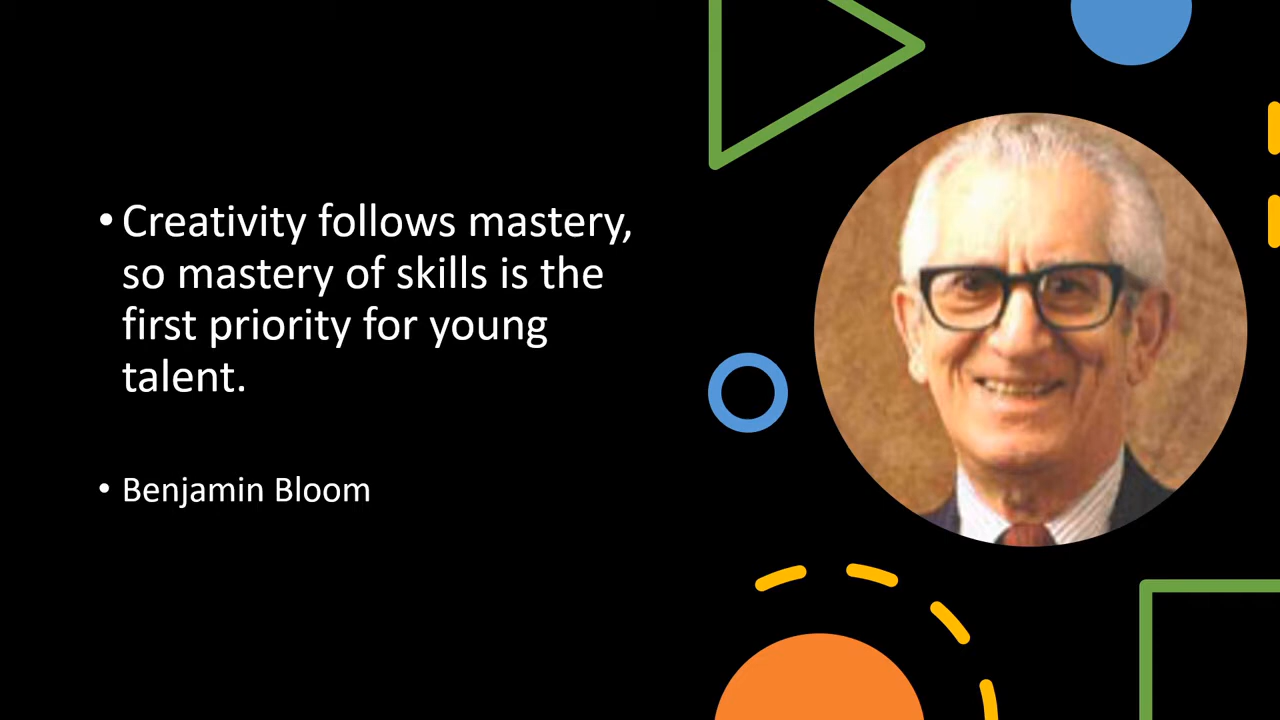 • Creativity follows mastery,
so mastery of skills is the
first priority for young
talent.
• Benjamin Bloom